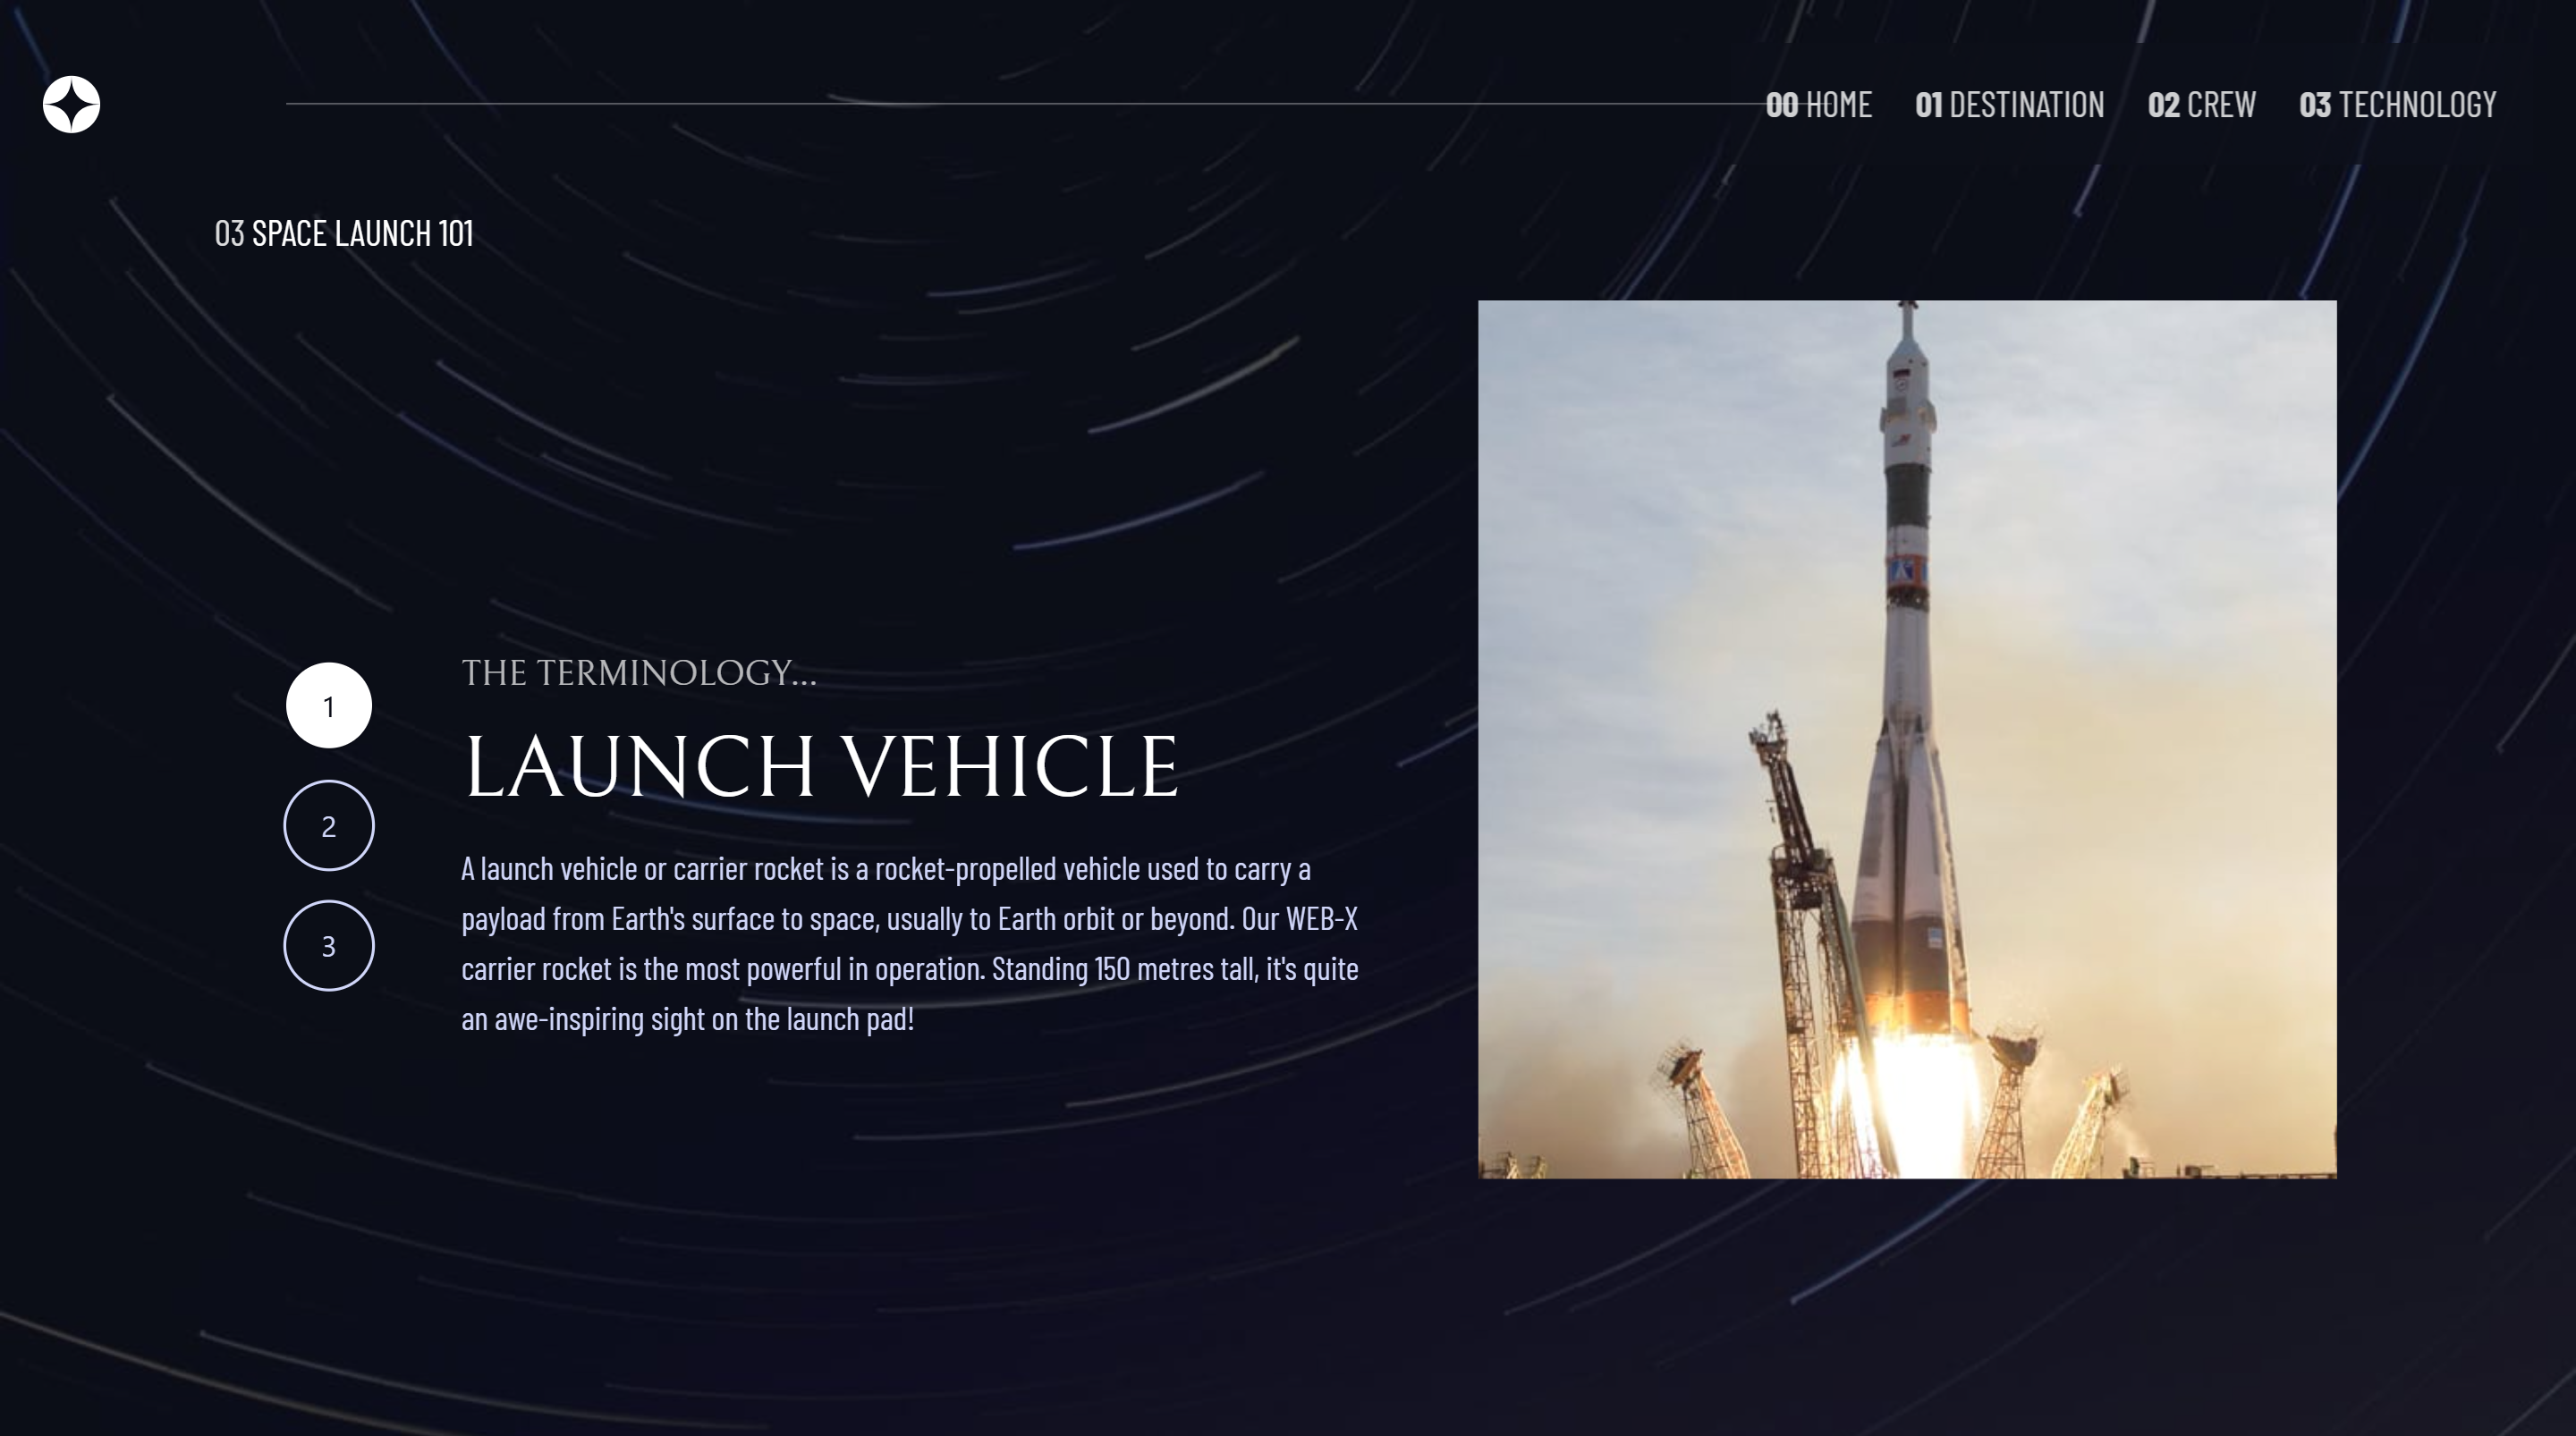 00 HOME 01 DESTINATION 02 CREW 03 TECHNOLOGY
03 SPACE LAUNCH 101
1
2
3
THE TERMINOLOGY...
LAUNCH VEHICLE
A launch vehicle or carrier rocket is a rocket-propelled vehicle used to carry a
payload from Earth's surface to space, usually to Earth orbit or beyond. Our WEB-X
carrier rocket is the most powerful in operation. Standing 150 metres tall, it's quite
an awe-inspiring sight on the launch pad!